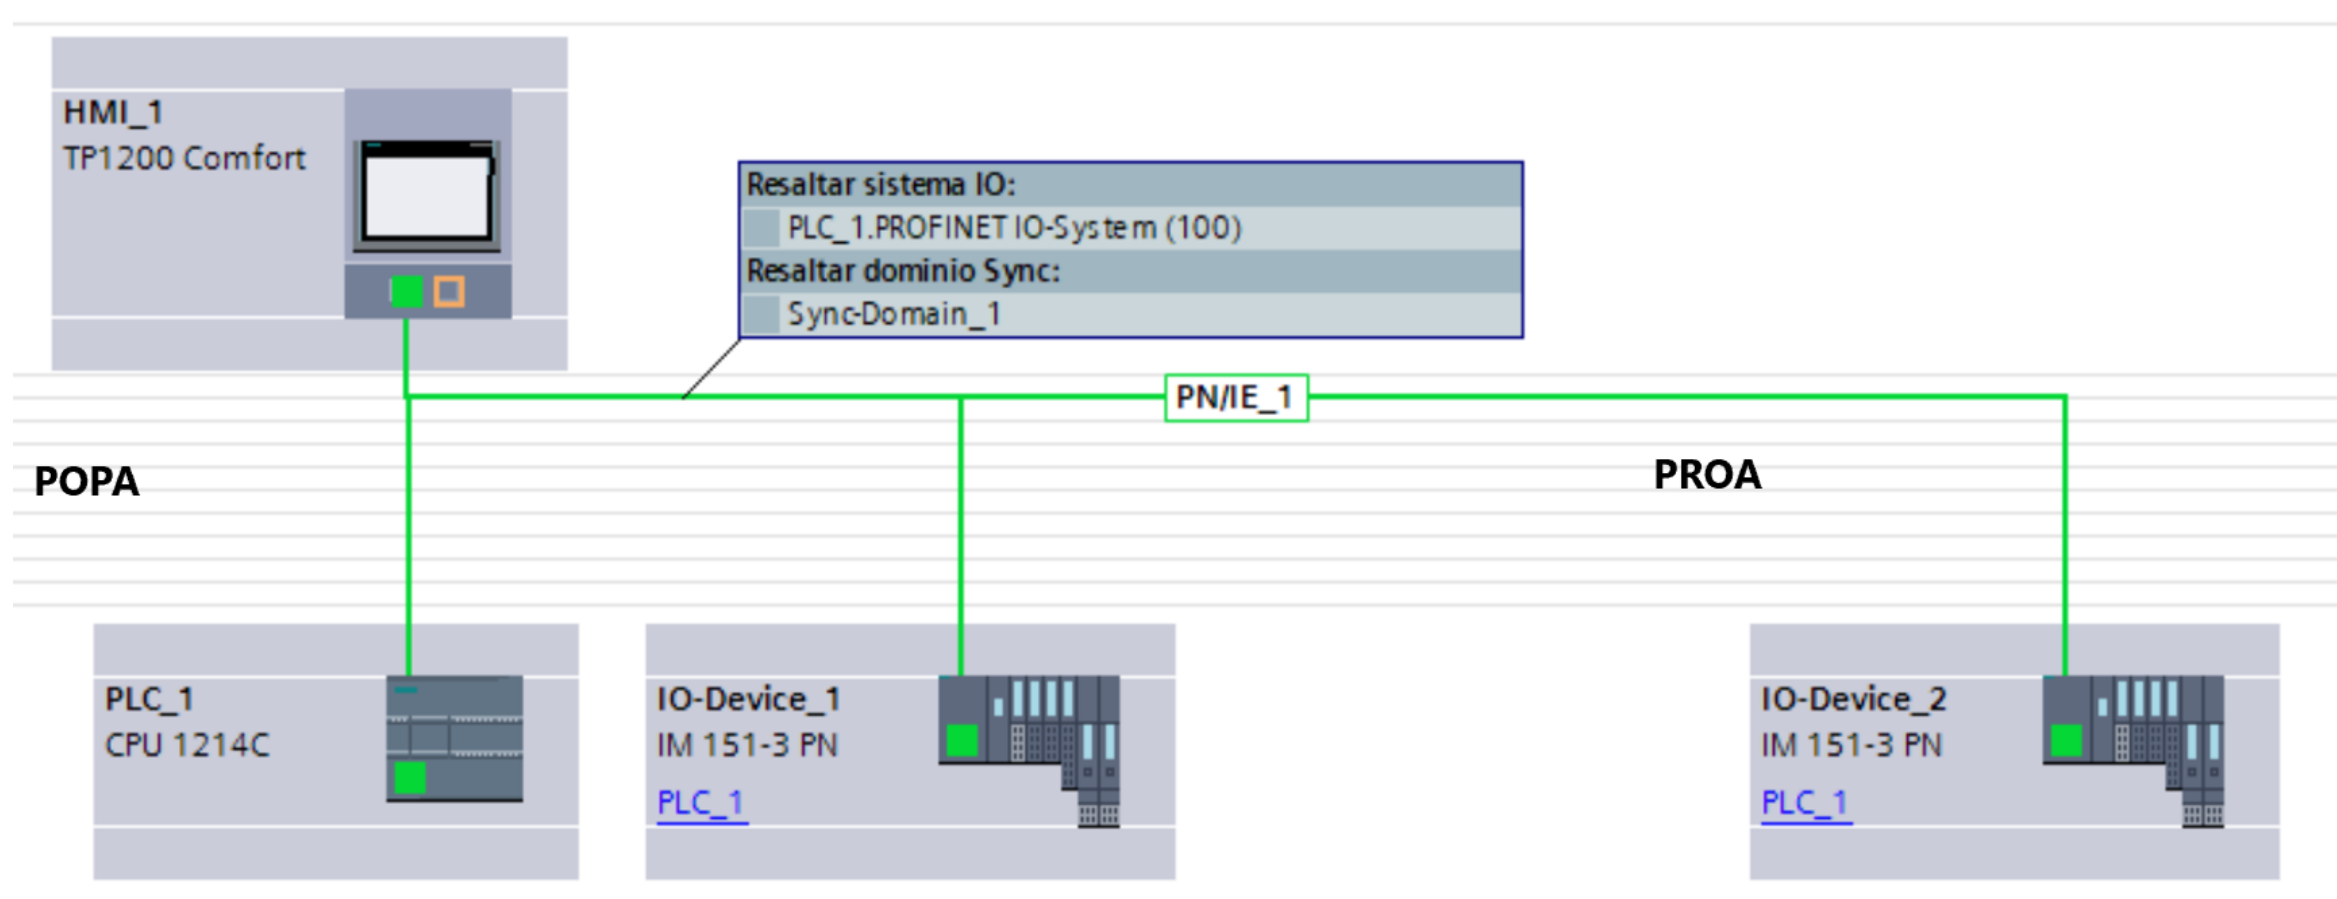 HMI_1
TP1200 Comfort
Resaltar sistema IO:
PLC_1.PROFINET IO-System (100)
Resaltar dominio Sync:
Sync-Domain_1
PN/IE_1
POPA
PROA
PLC_1
CPU 1214C
IO-Device_1
IM 151-3 PN
PLC_1
IO-Device_2
IM 151-3 PN
PLC_1